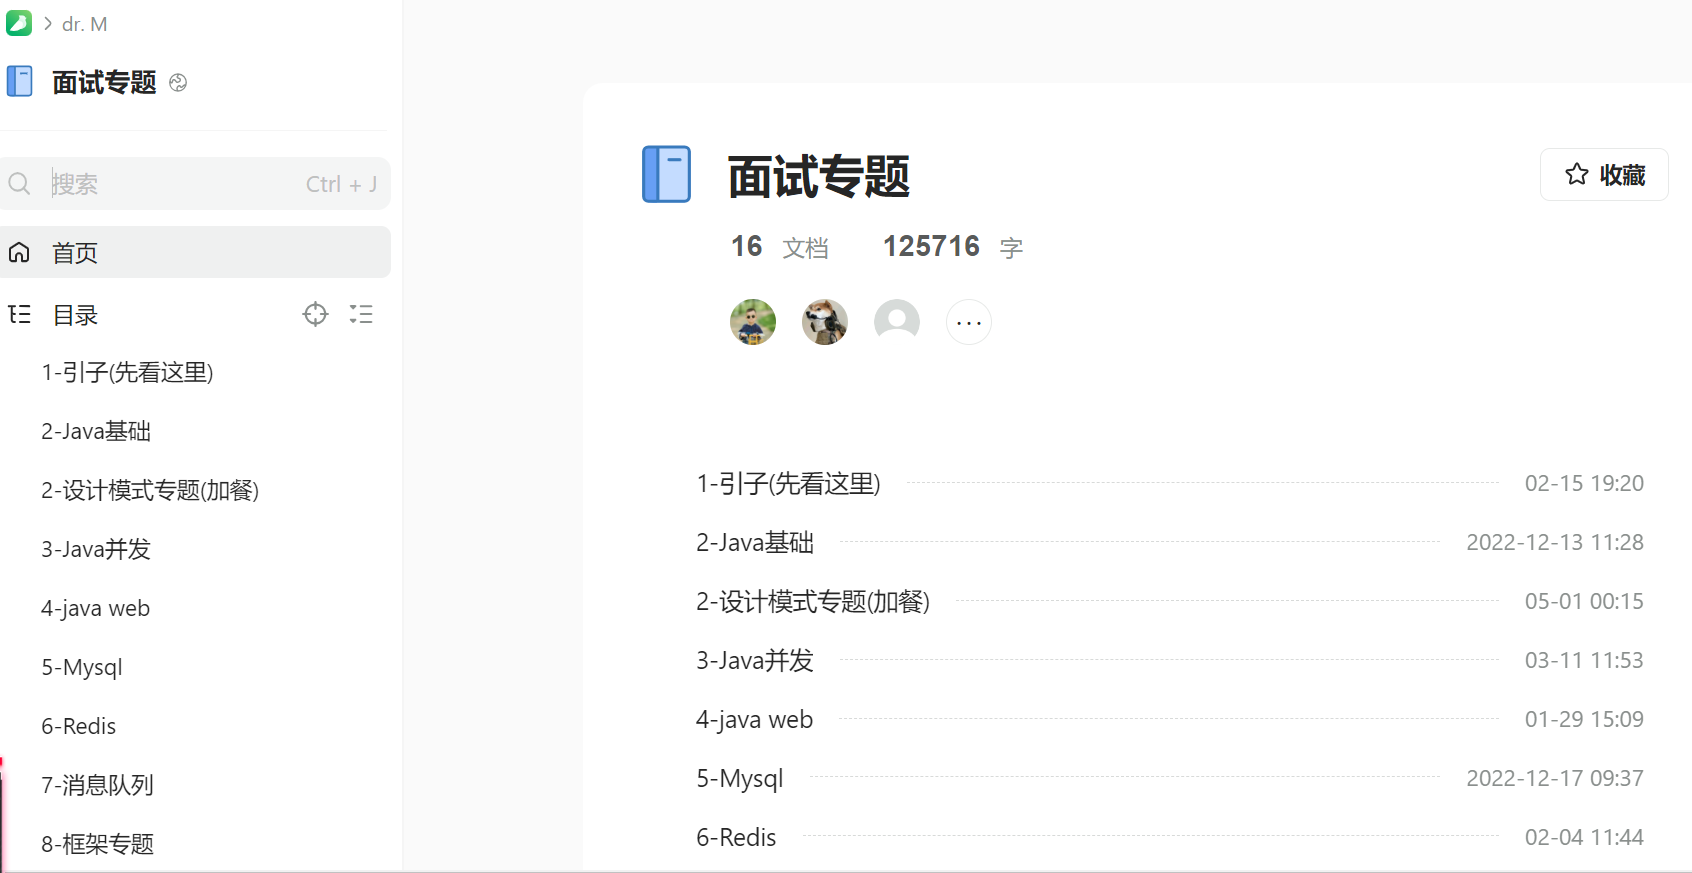 dr. M
面试专题
搜索 Ctrl + J
首页
目录
1-引子(先看这里)
2-Java基础
2-设计模式专题(加餐)
3-Java并发
4-java web
5-Mysql
6-Redis
7-消息队列
8-框架专题
面试专题
收藏
16 文档 125716 字
1-引子(先看这里) 02-15 19:20
2-Java基础 2022-12-13 11:28
2-设计模式专题(加餐) 05-01 00:15
3-Java并发 03-11 11:53
4-java web 01-29 15:09
5-Mysql 2022-12-17 09:37
6-Redis 02-04 11:44